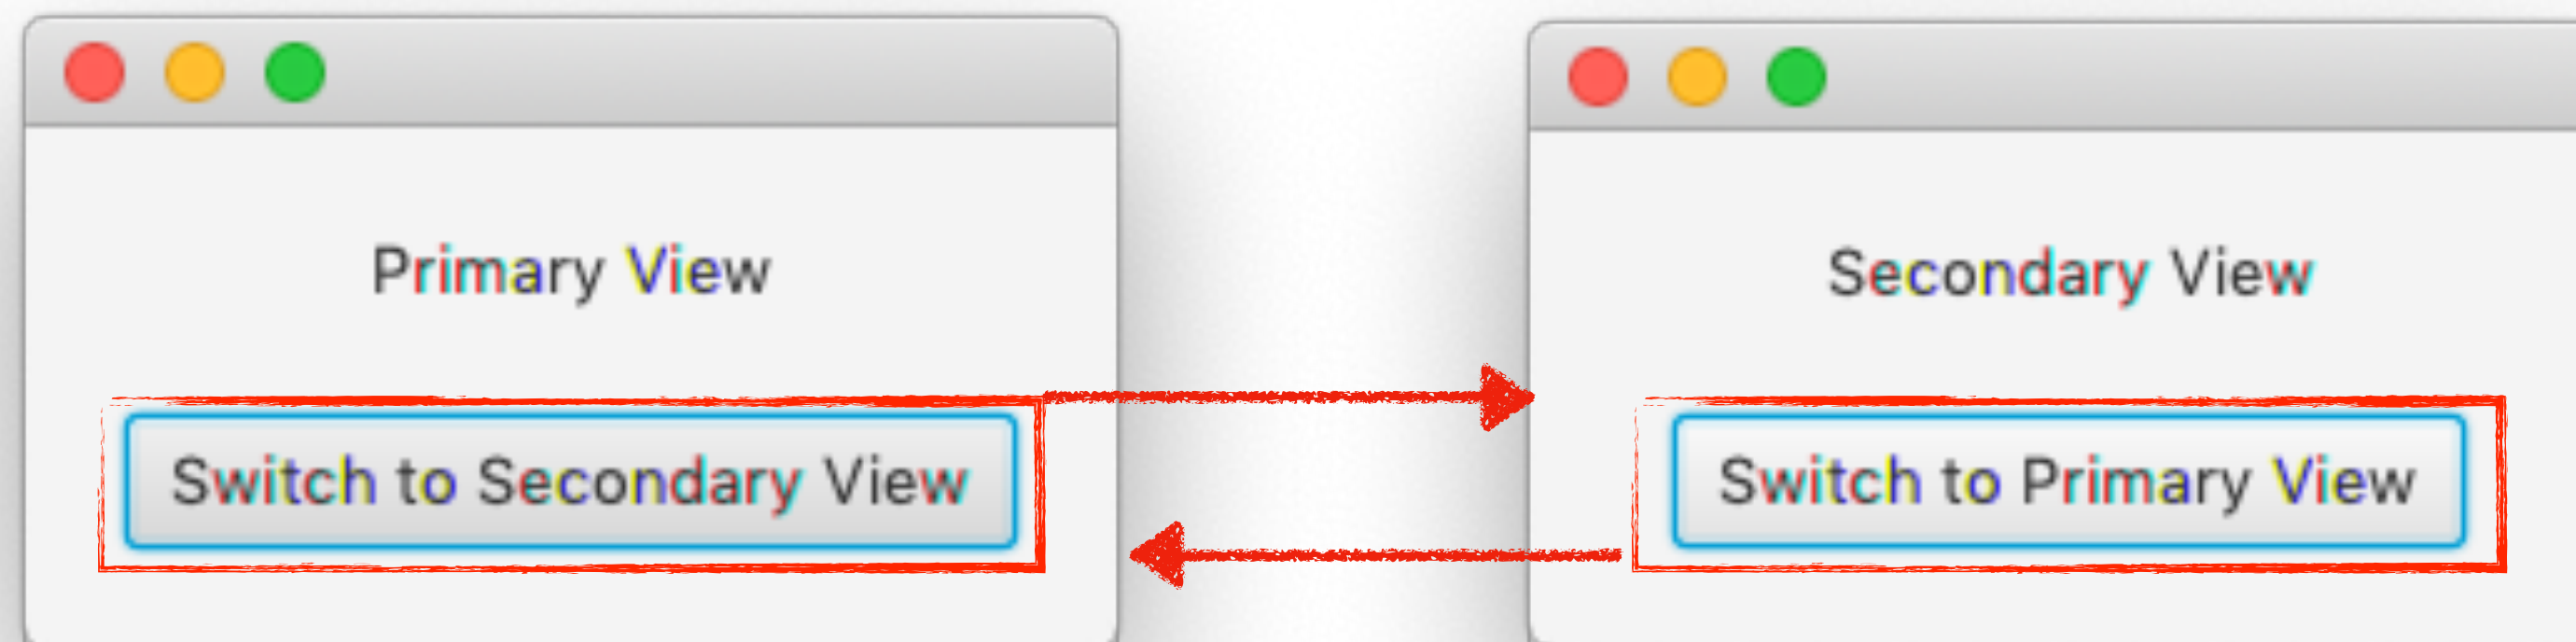 Primary View
Switch to Secondary View
Secondary View
Switch to Primary View